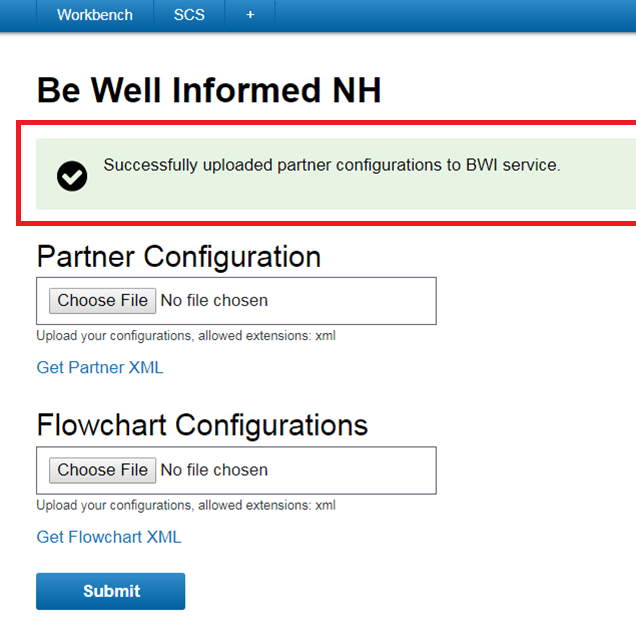 Workbench SCS +
Be Well Informed NH
Successfully uploaded partner configurations to BWI service.
Partner Configuration
Choose File No file chosen
Upload your configurations, allowed extensions: xml
Get Partner XML
Flowchart Configurations
Choose File No file chosen
Upload your configurations, allowed extensions: xml
Get Flowchart XML
Submit